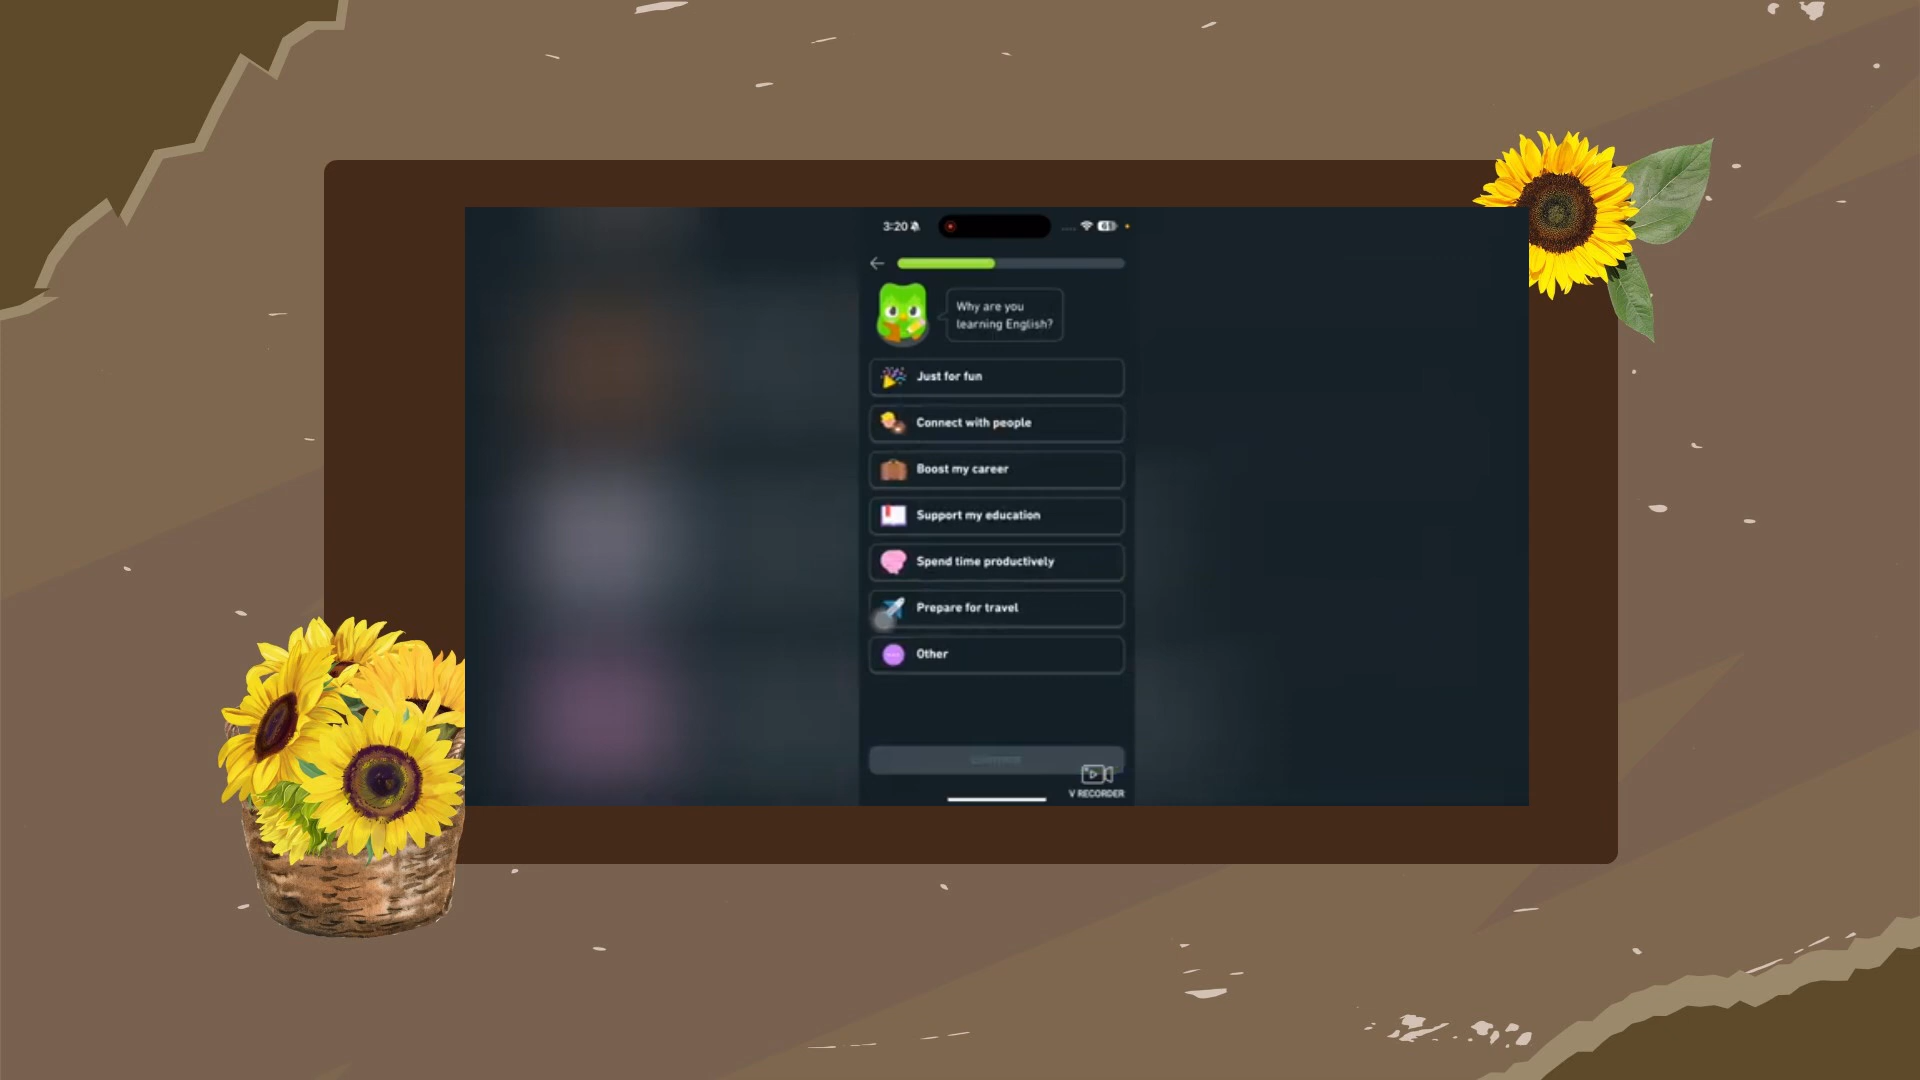 3:20
Why are you
learning English?
Just for fun
Connect with people
Boost my career
Support my education
Spend time productively
Prepare for travel
Other
CONTINUE
V RECORDER